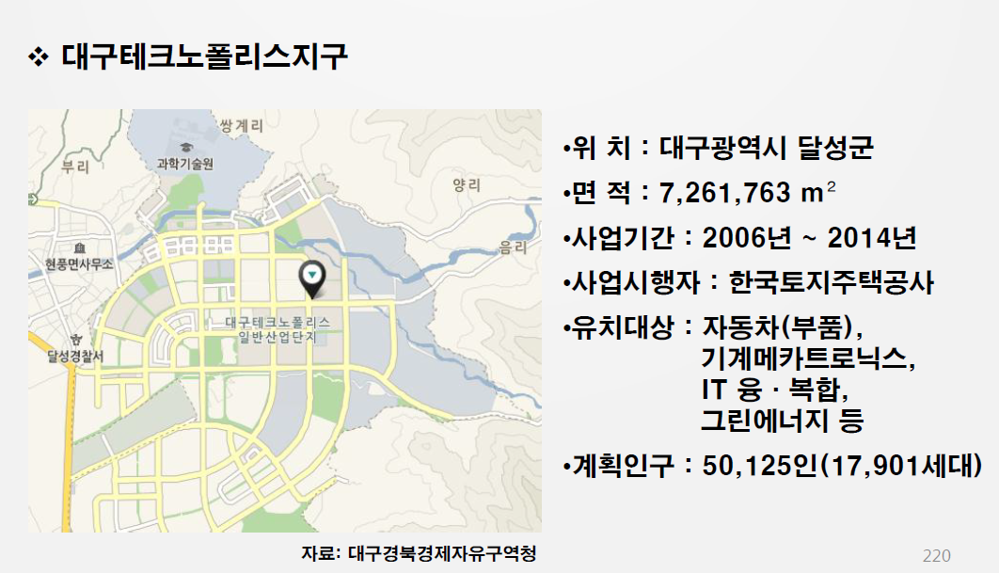 ❖ 대구테크노폴리스지구
쌍계리
과학기술원
부리
양리
음리
현풍면사무소
대구테크노폴리스
일반산업단지
달성경찰서
•위 치 : 대구광역시 달성군
•면 적 : 7,261,763 m²
•사업기간 : 2006년 ~ 2014년
•사업시행자 : 한국토지주택공사
•유치대상 : 자동차(부품),
기계메카트로닉스,
IT 융·복합,
그린에너지 등
•계획인구 : 50,125인(17,901세대)
자료: 대구경북경제자유구역청
220